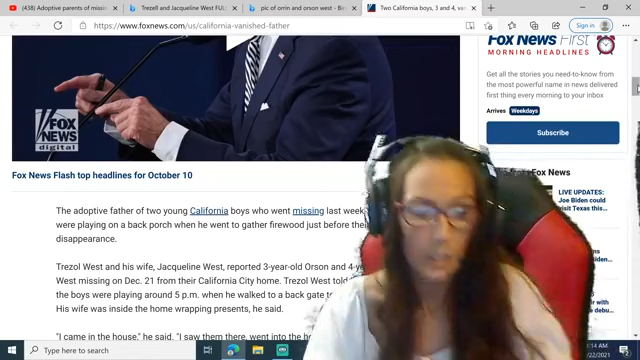 (438) Adoptive parents of missin
Trezell and Jacqueline West FUL
pic of orrin and orson west - Bin
Two California boys, 3 and 4, van
https://www.foxnews.com/us/california-vanished-father
Sign in
Fox News First
MORNING HEADLINES
Get all the stories you need-to-know from
the most powerful name in news delivered
first thing every morning to your inbox
Arrives Weekdays
Subscribe
FOX
NEWS
digital
Fox News Flash top headlines for October 10
Fox News
LIVE UPDATES:
Joe Biden could
visit Texas this...
The adoptive father of two young California boys who went missing last week
were playing on a back porch when he went to gather firewood just before their
disappearance.
Trezol West and his wife, Jacqueline West, reported 3-year-old Orson and 4-ye
West missing on Dec. 21 from their California City home. Trezol West told
the boys were playing around 5 p.m. when he walked to a back gate
His wife was inside the home wrapping presents, he said.
"I came in the house," he said. "I saw them there, went into the
Type here to search
:14 AM
/22/2021